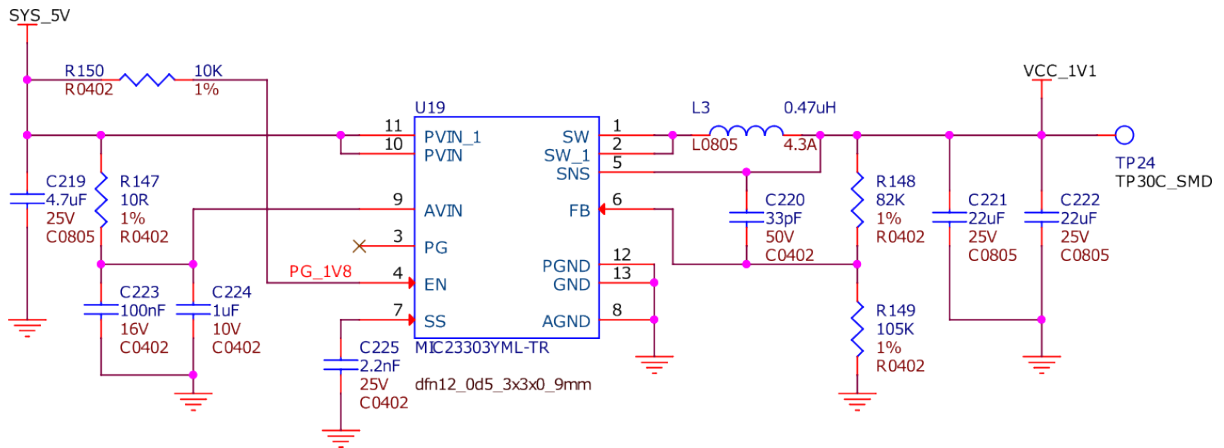 SYS_5V
R150
R0402
10K
1%
U19
11
PVIN_1
10
PVIN
9
AVIN
3
PG
PG_1V8
4
EN
7
SS
SW
1
SW_1
2
SNS
5
FB
6
PGND
12
GND
13
AGND
8
MIC23303YML-TR
dfn12_0d5_3x3x0_9mm
C219
4.7uF
25V
C0805
R147
10R
1%
R0402
C223
100nF
16V
C0402
C224
1uF
10V
C0402
C225
2.2nF
25V
C0402
L3
0.47uH
L0805
4.3A
C220
33pF
50V
C0402
R148
82K
1%
R0402
R149
105K
1%
R0402
C221
22uF
25V
C0805
C222
22uF
25V
C0805
VCC_1V1
TP24
TP30C_SMD